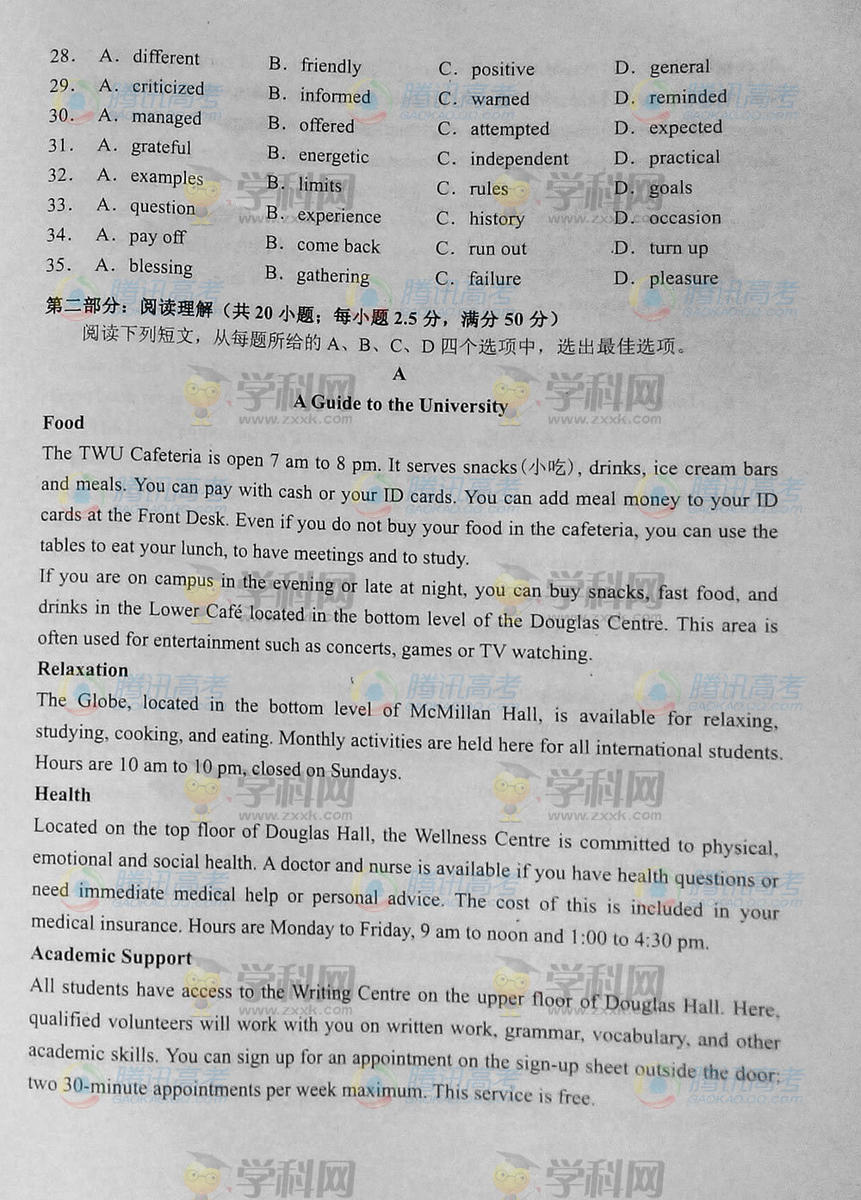 28. A. different B. friendly C. positive D. general
29. A. criticized B. informed C. warned D. reminded
30. A. managed B. offered C. attempted D. expected
31. A. grateful B. energetic C. independent D. practical
32. A. examples B. limits C. rules D. goals
33. A. question B. experience C. history D. occasion
34. A. pay off B. come back C. run out D. turn up
35. A. blessing B. gathering C. failure D. pleasure
第二部分：阅读理解（共 20 小题；每小题 2.5 分，满分 50 分）
阅读下列短文，从每题所给的 A、B、C、D 四个选项中，选出最佳选项。
A
A Guide to the University
Food
The TWU Cafeteria is open 7 am to 8 pm. It serves snacks(小吃), drinks, ice cream bars
and meals. You can pay with cash or your ID cards. You can add meal money to your ID
cards at the Front Desk. Even if you do not buy your food in the cafeteria, you can use the
tables to eat your lunch, to have meetings and to study.
If you are on campus in the evening or late at night, you can buy snacks, fast food, and
drinks in the Lower Café located in the bottom level of the Douglas Centre. This area is
often used for entertainment such as concerts, games or TV watching.
Relaxation
The Globe, located in the bottom level of McMillan Hall, is available for relaxing,
studying, cooking, and eating. Monthly activities are held here for all international students.
Hours are 10 am to 10 pm, closed on Sundays.
Health
Located on the top floor of Douglas Hall, the Wellness Centre is committed to physical,
emotional and social health. A doctor and nurse is available if you have health questions or
need immediate medical help or personal advice. The cost of this is included in your
medical insurance. Hours are Monday to Friday, 9 am to noon and 1:00 to 4:30 pm.
Academic Support
All students have access to the Writing Centre on the upper floor of Douglas Hall. Here,
qualified volunteers will work with you on written work, grammar, vocabulary, and other
academic skills. You can sign up for an appointment on the sign-up sheet outside the door:
two 30-minute appointments per week maximum. This service is free.